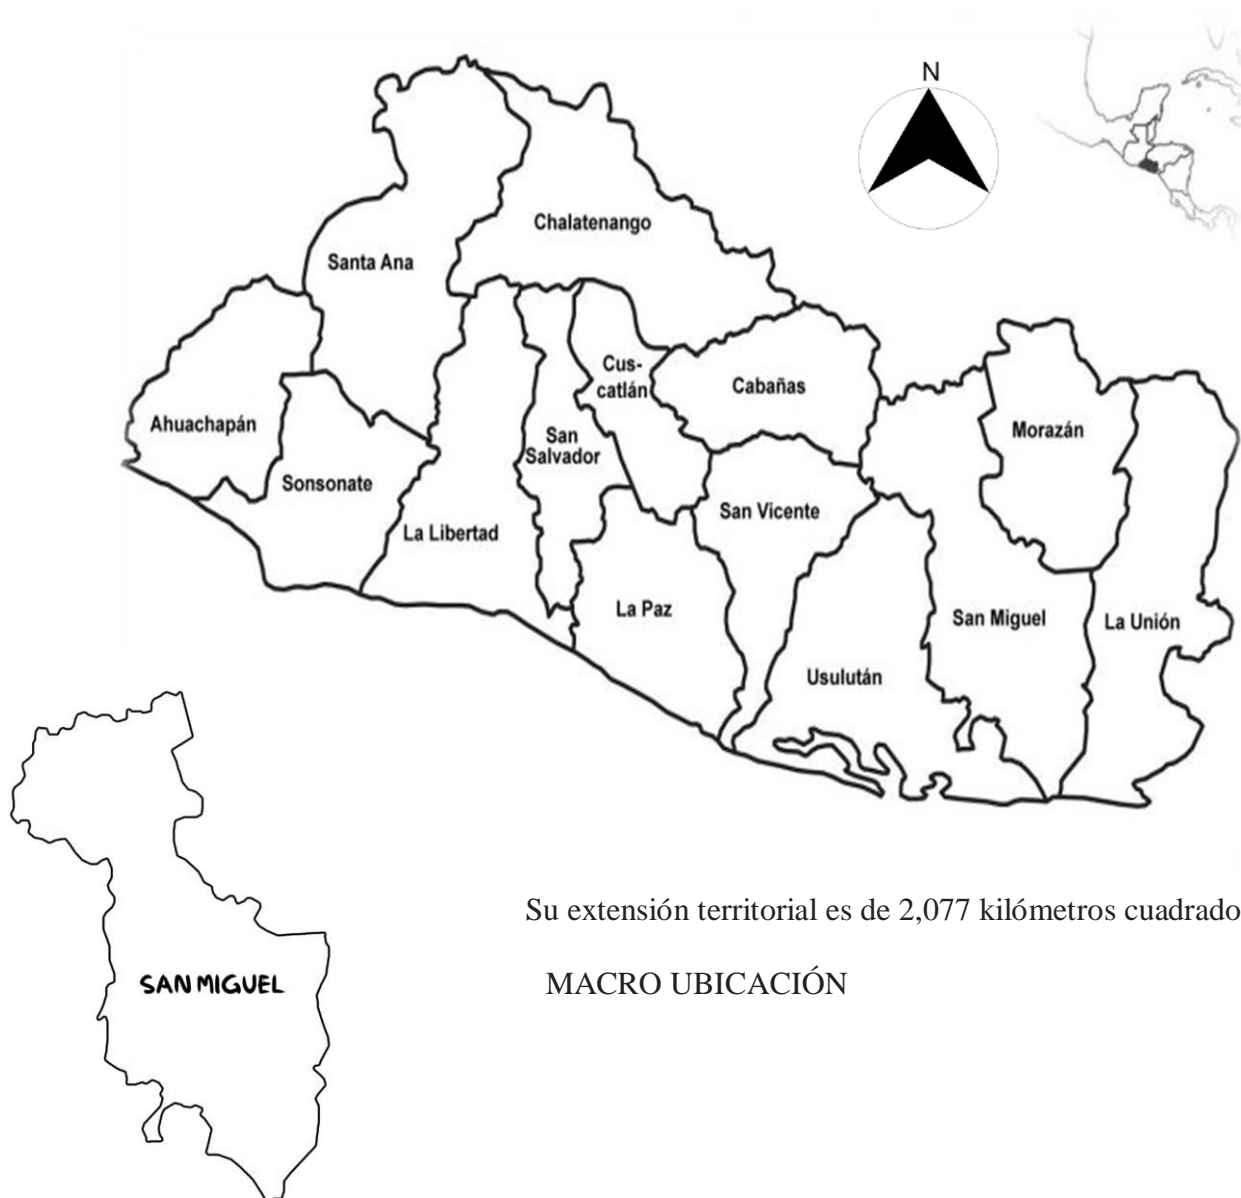 N
Chalatenango
Santa Ana
Cus-
catlán
Cabañas
Ahuachapán
Morazán
San
Salvador
Sonsonate
San Vicente
La Libertad
La Paz
San Miguel
La Unión
Usulután
Su extensión territorial es de 2,077 kilómetros cuadrado
SAN MIGUEL
MACRO UBICACIÓN